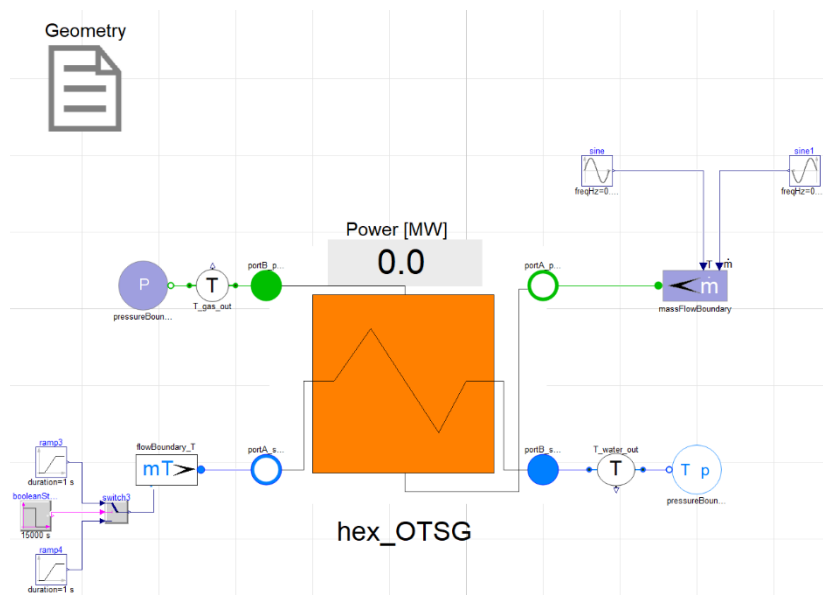 Geometry
sine
sine1
freqHz=0....
freqHz=0....
Power [MW]
0.0
portB_p...
portA_p...
T ṁ
P
T
ṁ
pressureBoun...
T_gas_out
massFlowBoundary
ramp3
duration=1 s
flowBoundary_T
mT
portA_s...
portB_s...
T_water_out
T
T p
pressureBoun...
booleanSt...
switch3
15000 s
ramp4
duration=1 s
hex_OTSG